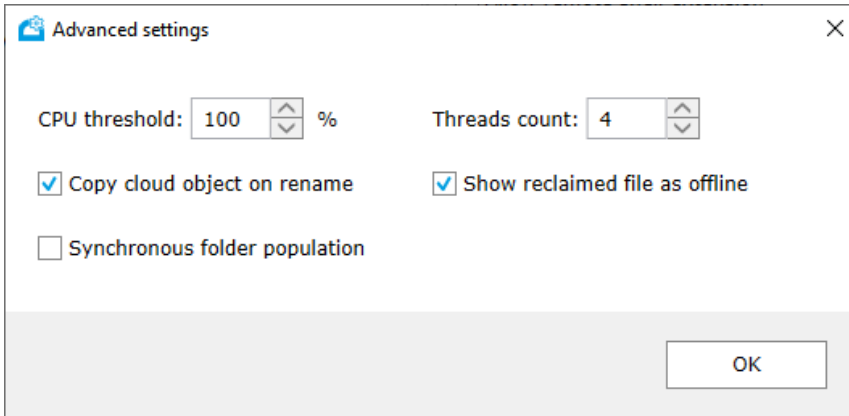 Advanced settings
CPU threshold: 100 % Threads count: 4
Copy cloud object on rename Show reclaimed file as offline
Synchronous folder population
OK